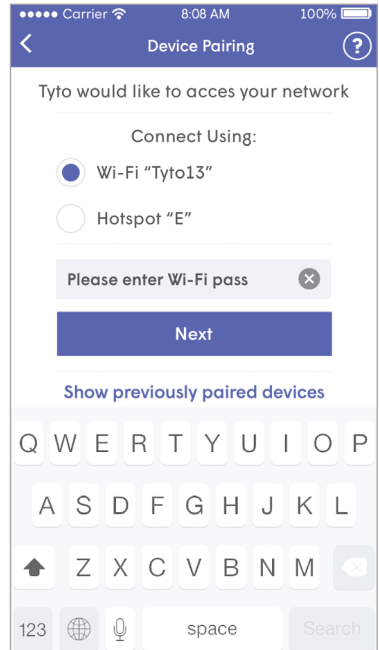 Carrier 8:08 AM 100%
Device Pairing ?
Tyto would like to acces your network
Connect Using:
Wi-Fi “Tyto13”
Hotspot “E”
Please enter Wi-Fi pass
Next
Show previously paired devices
Q W E R T Y U I O P
A S D F G H J K L
Z X C V B N M
123 space Search